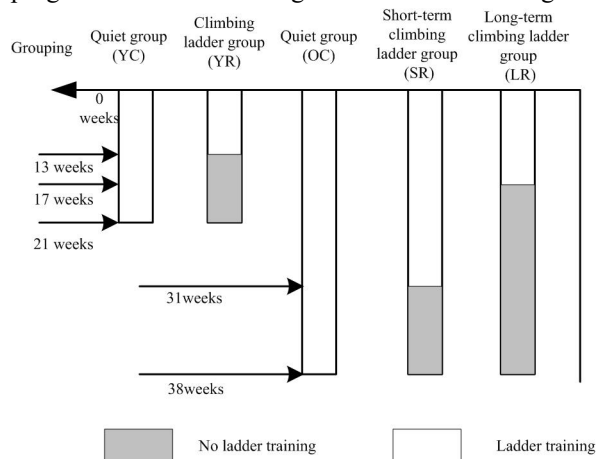 Grouping
Quiet group
(YC)
Climbing
ladder group
(YR)
Quiet group
(OC)
Short-term
climbing
ladder group
(SR)
Long-term
climbing ladder
group
(LR)
0
weeks
13 weeks
17 weeks
21 weeks
31weeks
38weeks
No ladder training
Ladder training